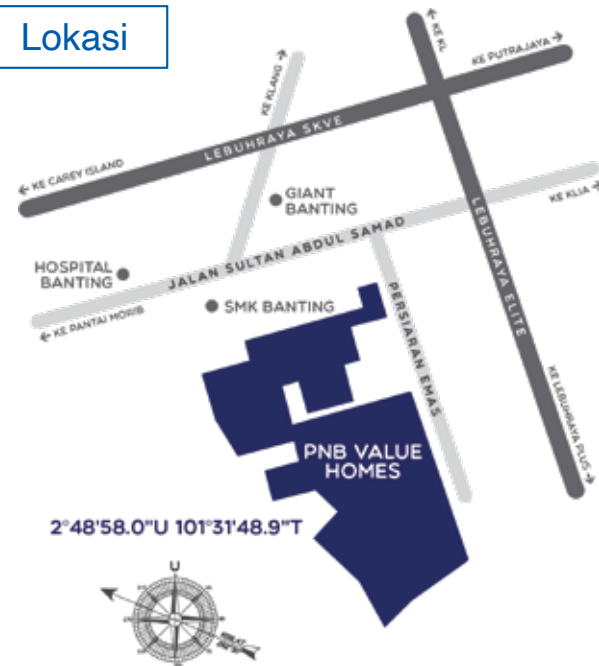 Lokasi
← KE KL
KE PUTRAJAYA →
KE KLANG →
LEBUHRAYA SKVE
← KE CAREY ISLAND
GIANT
BANTING
KE KLIA →
JALAN SULTAN ABDUL SAMAD
LEBUHRAYA ELITE
HOSPITAL
BANTING
SMK BANTING
← KE PANTAI MORIB
PERSIARAN EMAS
KE LEBUHRAYA PLUS →
PNB VALUE
HOMES
2°48'58.0"U 101°31'48.9"T
U